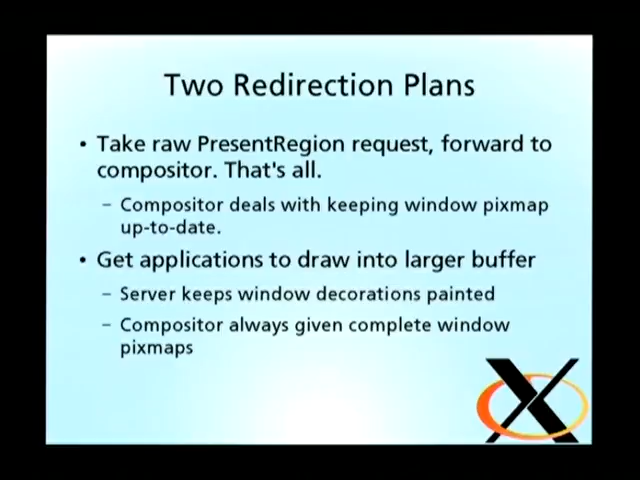 Two Redirection Plans
• Take raw PresentRegion request, forward to
compositor. That's all.
– Compositor deals with keeping window pixmap
up-to-date.
• Get applications to draw into larger buffer
– Server keeps window decorations painted
– Compositor always given complete window
pixmaps